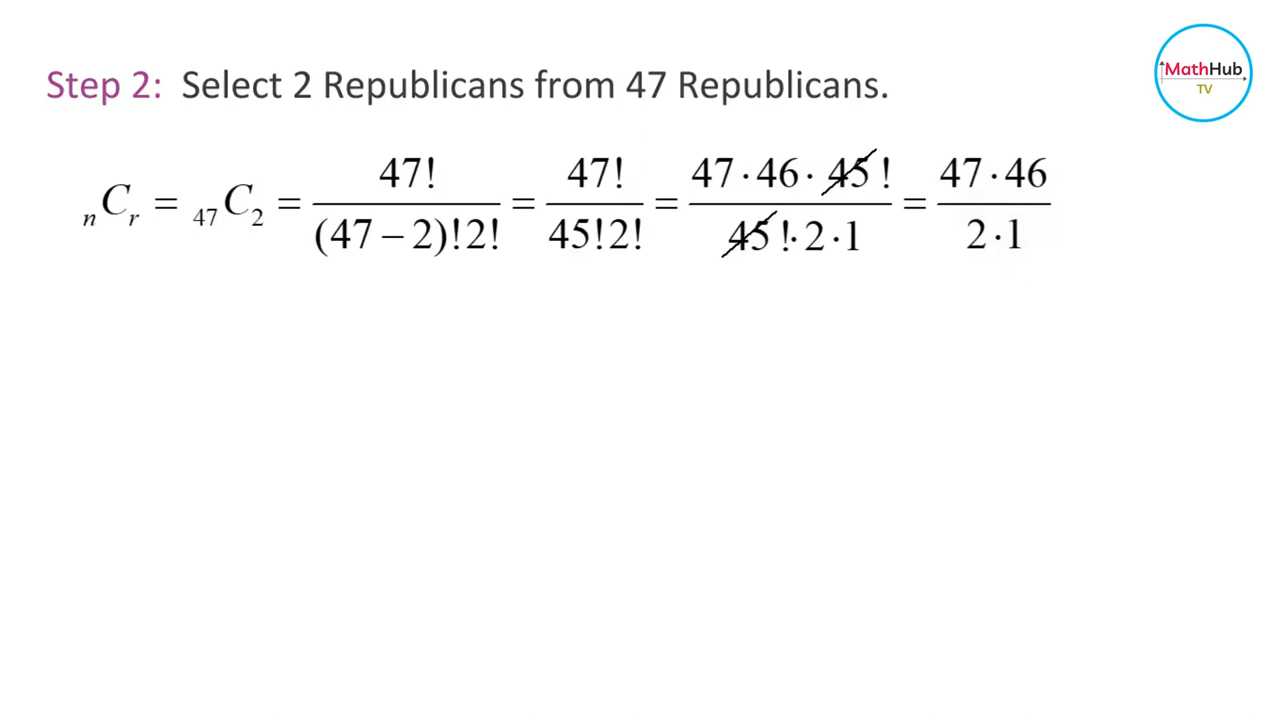 MathHub
TV
Step 2: Select 2 Republicans from 47 Republicans.
nCr = 47C2 = 47! / (47 − 2)!2! = 47! / 45!2! = 47 · 46 · 45! / 45! · 2 · 1 = 47 · 46 / 2 · 1